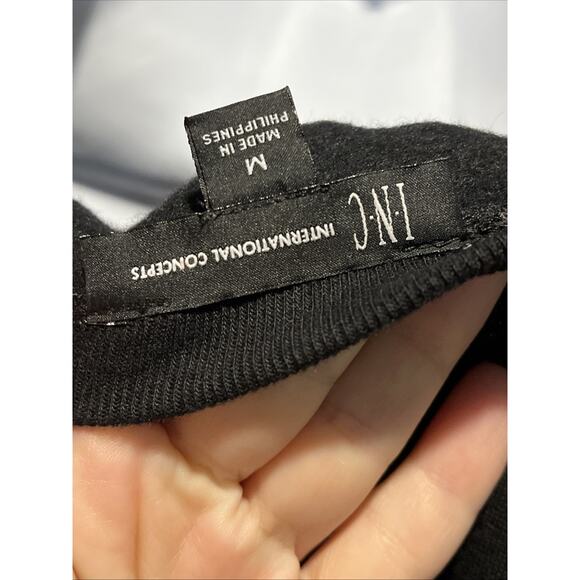 I·N·C
INTERNATIONAL CONCEPTS
M
MADE IN
PHILIPPINES